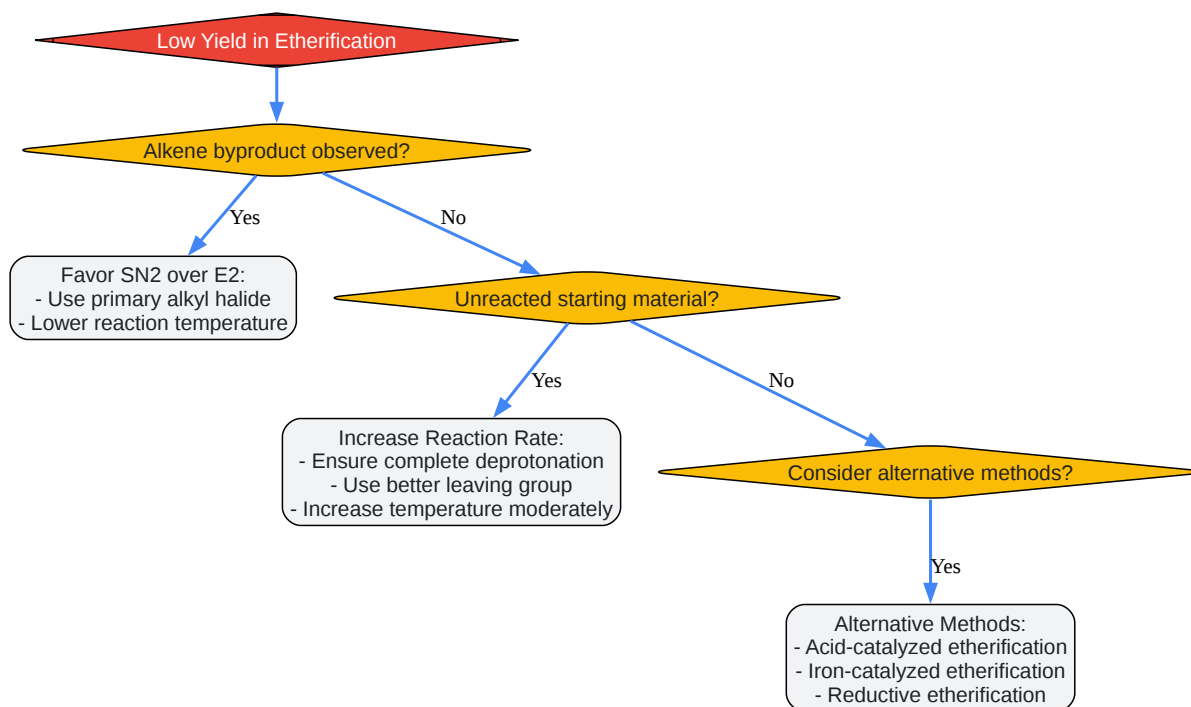 Low Yield in Etherification
Alkene byproduct observed?
Yes
No
Favor SN2 over E2:
- Use primary alkyl halide
- Lower reaction temperature
Unreacted starting material?
Yes
No
Increase Reaction Rate:
- Ensure complete deprotonation
- Use better leaving group
- Increase temperature moderately
Consider alternative methods?
Yes
Alternative Methods:
- Acid-catalyzed etherification
- Iron-catalyzed etherification
- Reductive etherification